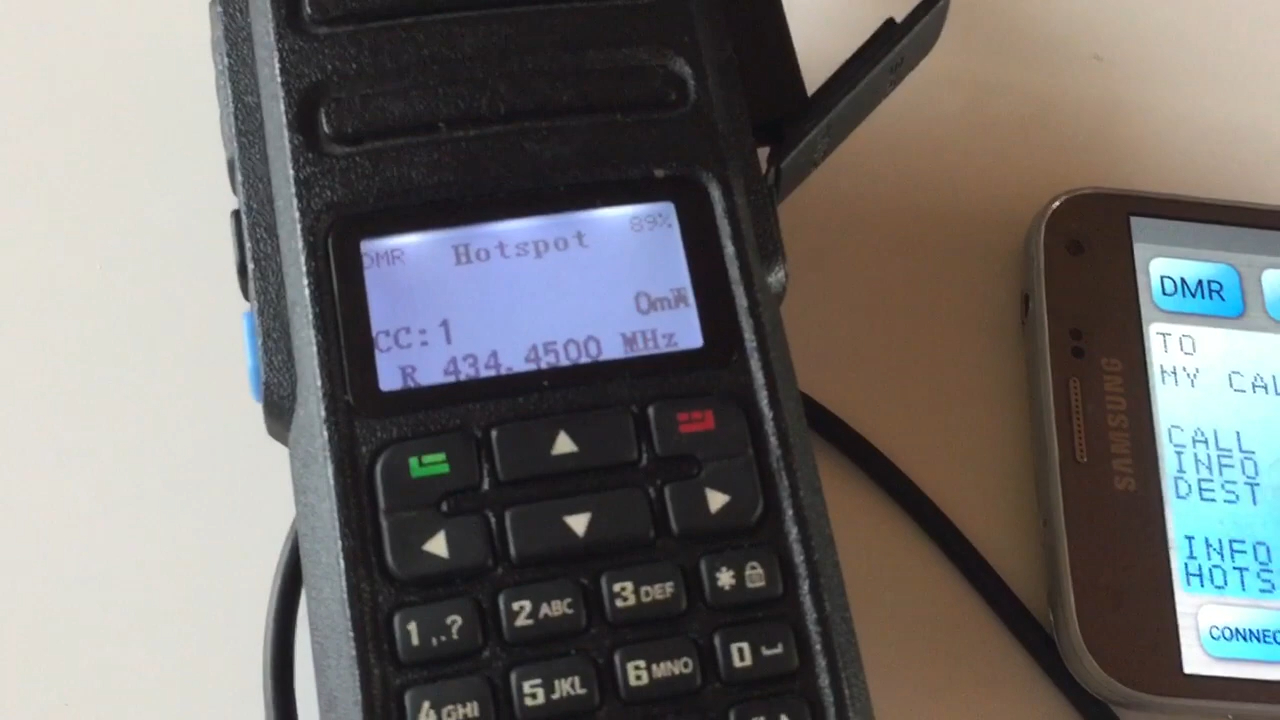 DMR Hotspot 89%
0mW
CC:1
R 434.4500 MHz
1 ,.?
2 ABC
3 DEF
*
4 GHI
5 JKL
6 MNO
0
SAMSUNG
DMR
TO
MY CAL
CALL
INFO
DEST
INFO
HOTS
CONNEC